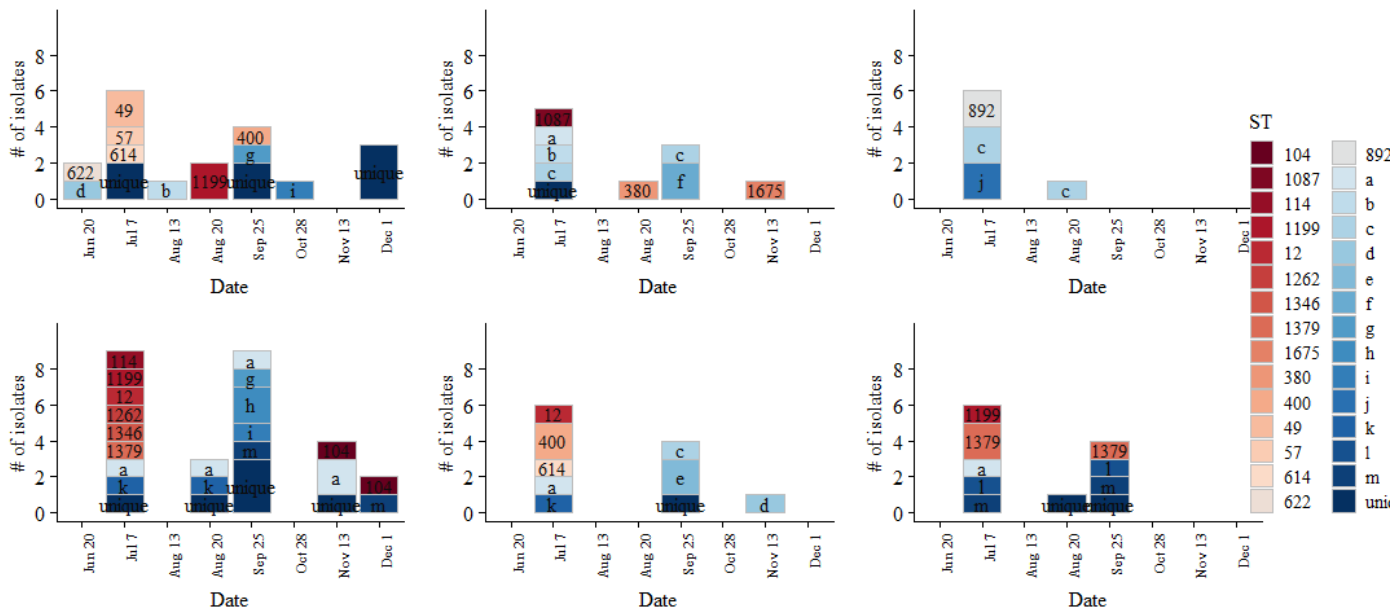 # of isolates
8
6
4
2
0
49
57
614
unique
622
d
b
1199
400
g
unique
i
unique
Jun 20
Jul 7
Aug 13
Aug 20
Sep 25
Oct 28
Nov 13
Dec 1
Date
# of isolates
8
6
4
2
0
1087
a
b
c
unique
380
c
f
1675
Jun 20
Jul 7
Aug 13
Aug 20
Sep 25
Oct 28
Nov 13
Dec 1
Date
# of isolates
8
6
4
2
0
892
c
j
c
Jun 20
Jul 7
Aug 13
Aug 20
Sep 25
Oct 28
Nov 13
Dec 1
Date
# of isolates
8
6
4
2
0
114
1199
12
1262
1346
1379
a
k
unique
a
k
unique
a
g
h
i
m
unique
104
a
unique
104
m
Jun 20
Jul 7
Aug 13
Aug 20
Sep 25
Oct 28
Nov 13
Dec 1
Date
# of isolates
8
6
4
2
0
12
400
614
a
k
c
e
unique
d
Jun 20
Jul 7
Aug 13
Aug 20
Sep 25
Oct 28
Nov 13
Dec 1
Date
# of isolates
8
6
4
2
0
1199
1379
a
l
m
unique
1379
l
m
unique
Jun 20
Jul 7
Aug 13
Aug 20
Sep 25
Oct 28
Nov 13
Dec 1
Date
ST
104
1087
114
1199
12
1262
1346
1379
1675
380
400
49
57
614
622
892
a
b
c
d
e
f
g
h
i
j
k
l
m